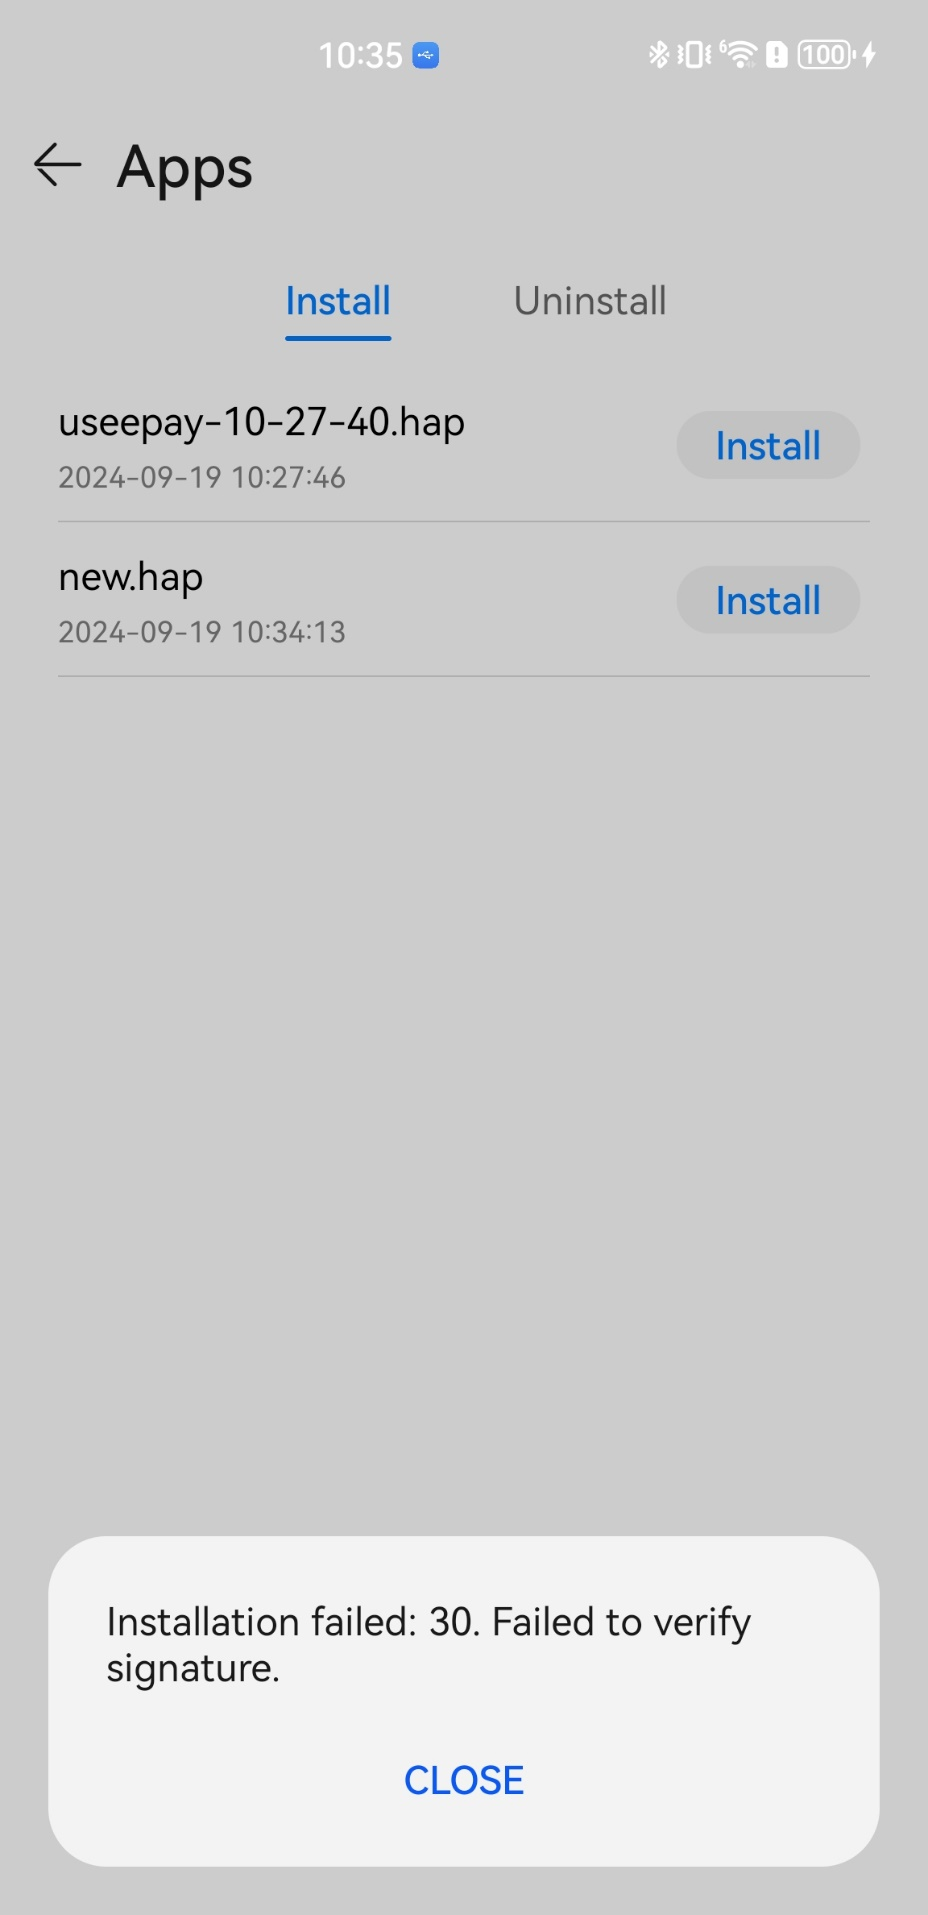 10:35
6
100
Apps
Install Uninstall
useepay-10-27-40.hap
2024-09-19 10:27:46
Install
new.hap
2024-09-19 10:34:13
Install
Installation failed: 30. Failed to verify
signature.
CLOSE